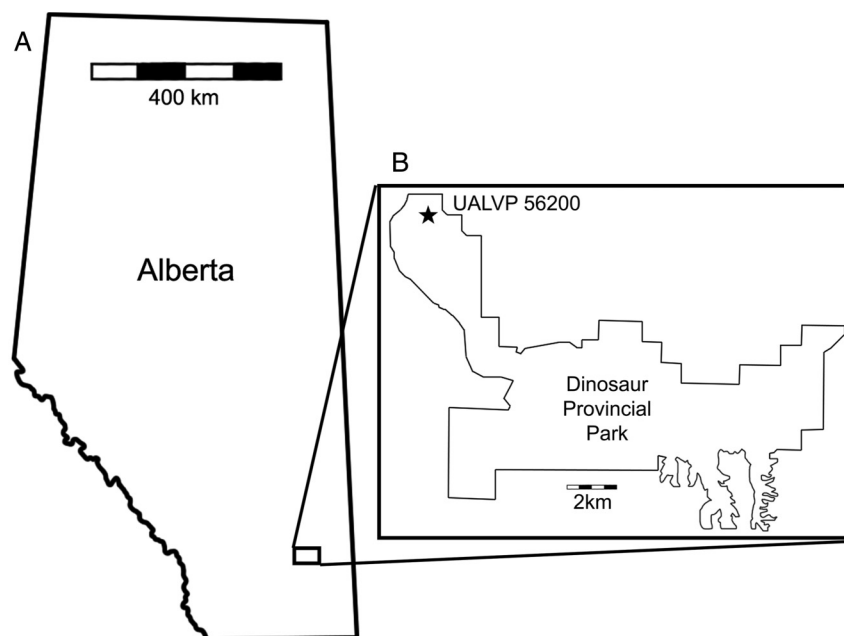 A
400 km
Alberta
B
UALVP 56200
Dinosaur
Provincial
Park
2km